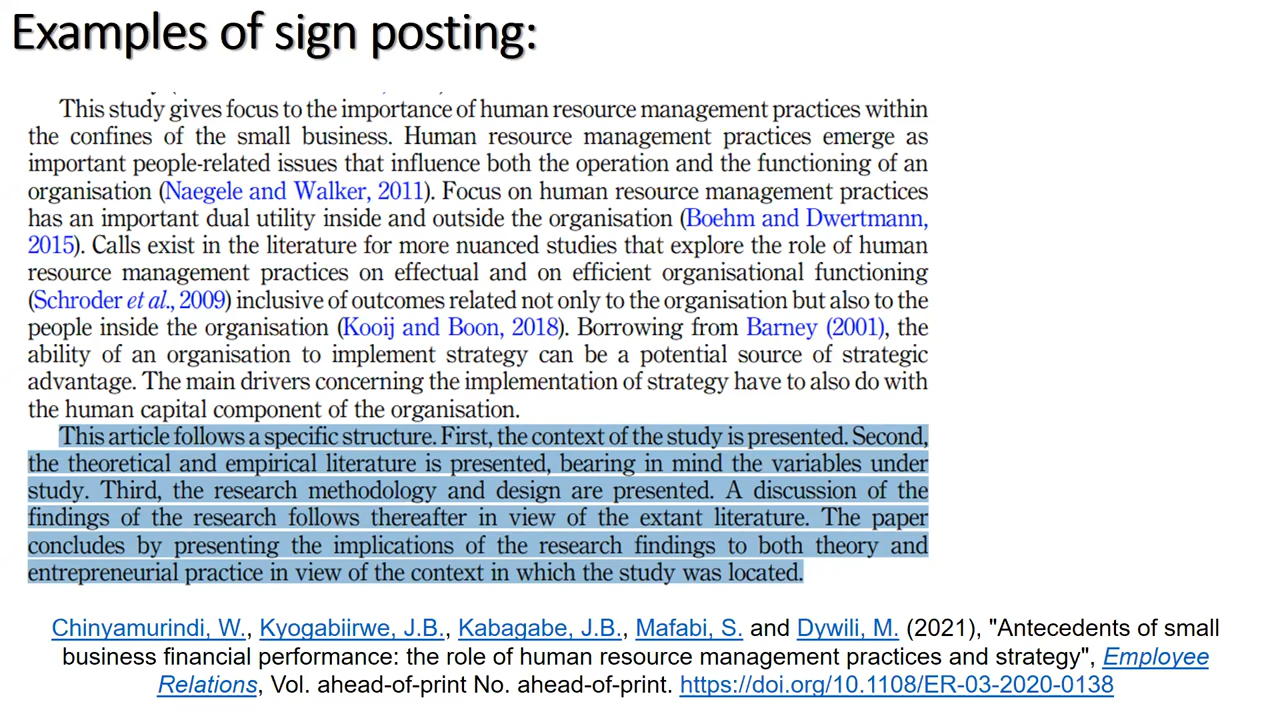 Examples of sign posting:
This study gives focus to the importance of human resource management practices within
the confines of the small business. Human resource management practices emerge as
important people-related issues that influence both the operation and the functioning of an
organisation (Naegele and Walker, 2011). Focus on human resource management practices
has an important dual utility inside and outside the organisation (Boehm and Dwertmann,
2015). Calls exist in the literature for more nuanced studies that explore the role of human
resource management practices on effectual and on efficient organisational functioning
(Schroder et al., 2009) inclusive of outcomes related not only to the organisation but also to the
people inside the organisation (Kooij and Boon, 2018). Borrowing from Barney (2001), the
ability of an organisation to implement strategy can be a potential source of strategic
advantage. The main drivers concerning the implementation of strategy have to also do with
the human capital component of the organisation.
This article follows a specific structure. First, the context of the study is presented. Second,
the theoretical and empirical literature is presented, bearing in mind the variables under
study. Third, the research methodology and design are presented. A discussion of the
findings of the research follows thereafter in view of the extant literature. The paper
concludes by presenting the implications of the research findings to both theory and
entrepreneurial practice in view of the context in which the study was located.
Chinyamurindi, W., Kyogabiirwe, J.B., Kabagabe, J.B., Mafabi, S. and Dywili, M. (2021), "Antecedents of small
business financial performance: the role of human resource management practices and strategy", Employee
Relations, Vol. ahead-of-print No. ahead-of-print. https://doi.org/10.1108/ER-03-2020-0138